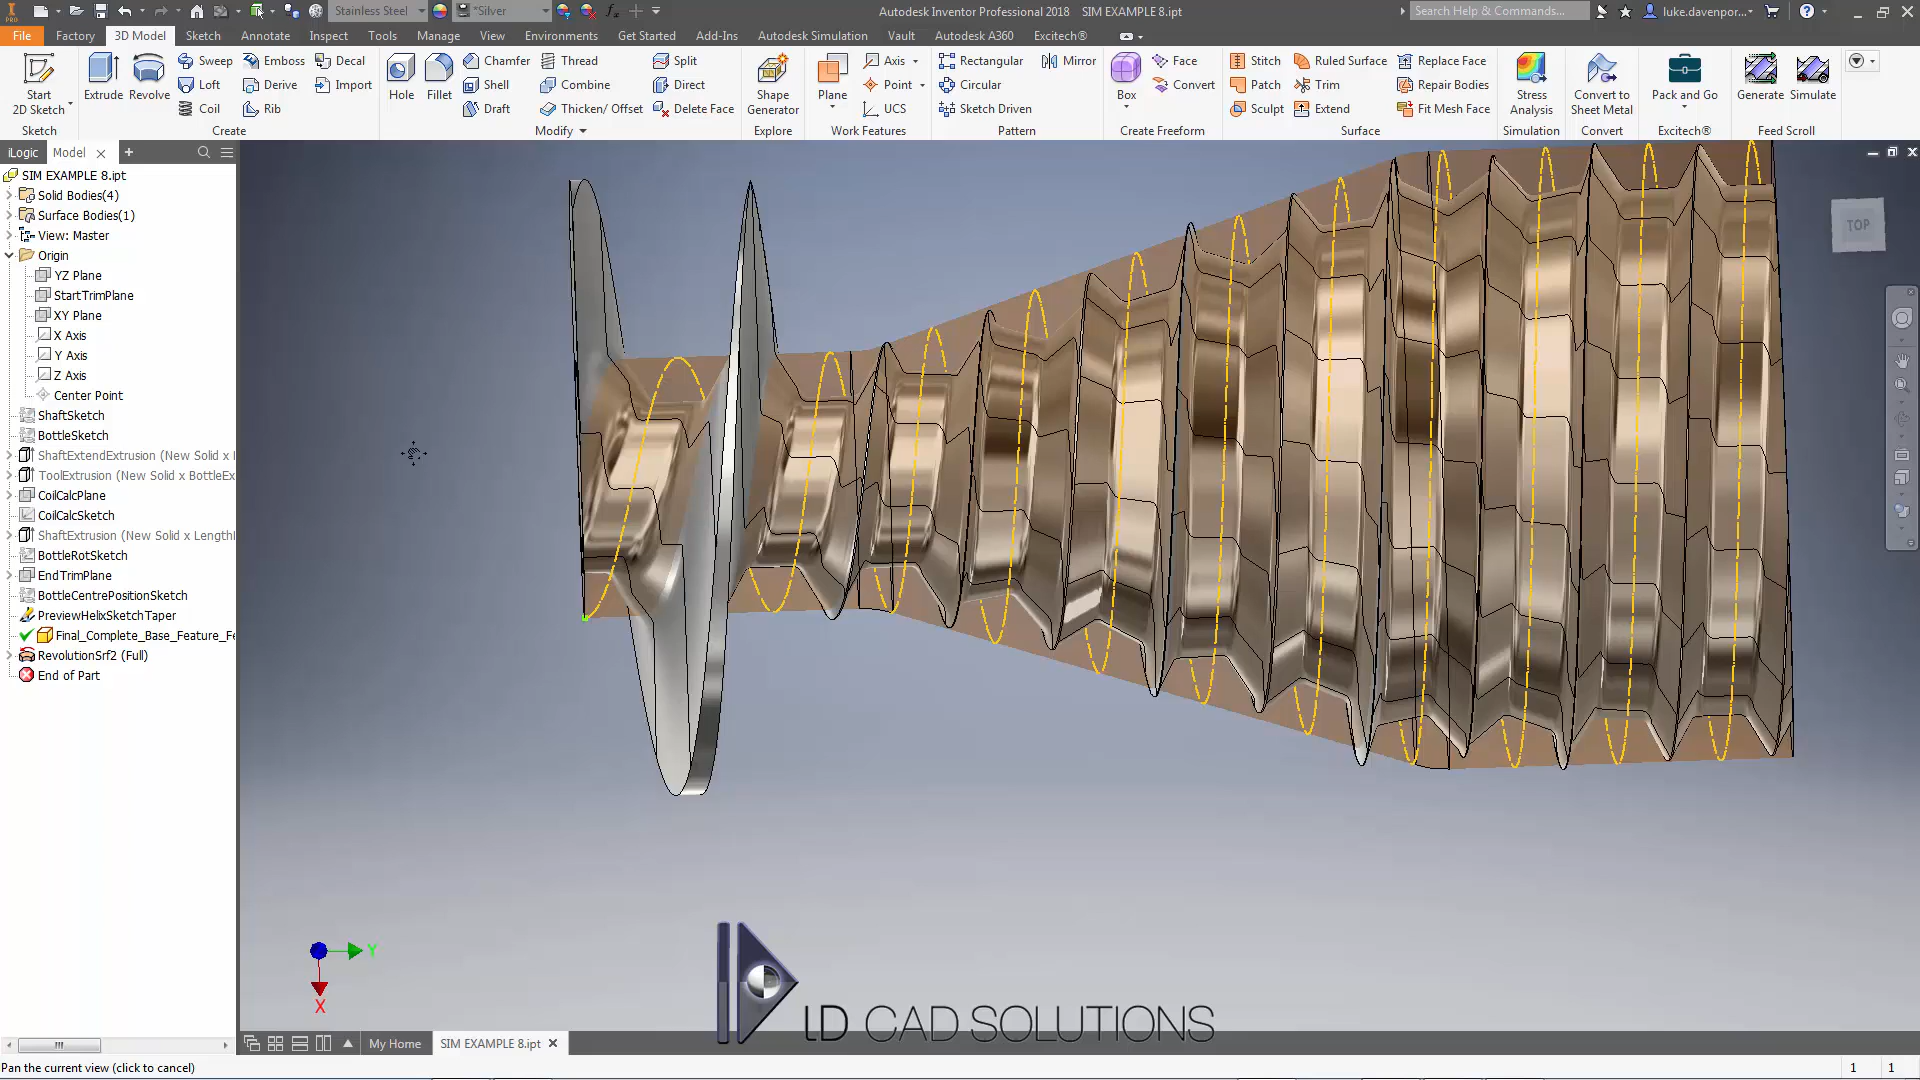 Stainless Steel
*Silver
Autodesk Inventor Professional 2018 SIM EXAMPLE 8.ipt
Search Help & Commands...
luke.davenpor...
File Factory 3D Model Sketch Annotate Inspect Tools Manage View Environments Get Started Add-Ins Autodesk Simulation Vault Autodesk A360 Excitech®
Start
2D Sketch
Sketch
Extrude
Revolve
Sweep
Loft
Coil
Emboss
Derive
Rib
Decal
Import
Create
Hole
Fillet
Chamfer
Shell
Draft
Thread
Combine
Thicken/ Offset
Split
Direct
Delete Face
Modify
Shape
Generator
Explore
Plane
Axis
Point
UCS
Work Features
Rectangular
Circular
Sketch Driven
Mirror
Pattern
Box
Face
Convert
Create Freeform
Stitch
Patch
Sculpt
Ruled Surface
Trim
Extend
Replace Face
Repair Bodies
Fit Mesh Face
Surface
Stress
Analysis
Simulation
Convert to
Sheet Metal
Convert
Pack and Go
Excitech®
Generate
Simulate
Feed Scroll
iLogic Model
SIM EXAMPLE 8.ipt
Solid Bodies(4)
Surface Bodies(1)
View: Master
Origin
YZ Plane
StartTrimPlane
XY Plane
X Axis
Y Axis
Z Axis
Center Point
ShaftSketch
BottleSketch
ShaftExtendExtrusion (New Solid x l
ToolExtrusion (New Solid x BottleEx
CoilCalcPlane
CoilCalcSketch
ShaftExtrusion (New Solid x Lengthl
BottleRotSketch
EndTrimPlane
BottleCentrePositionSketch
PreviewHelixSketchTaper
Final_Complete_Base_Feature_Fe
RevolutionSrf2 (Full)
End of Part
TOP
Y
X
LD CAD SOLUTIONS
My Home
SIM EXAMPLE 8.ipt
Pan the current view (click to cancel)
1 1